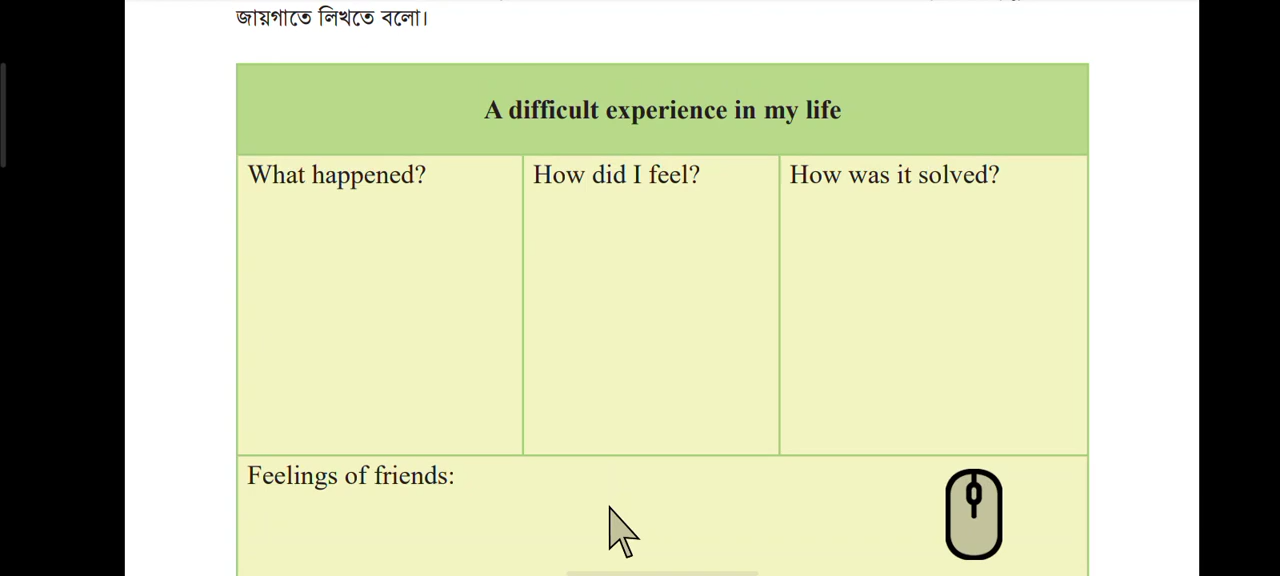 জায়গাতে লিখতে বলো।
A difficult experience in my life
What happened?
How did I feel?
How was it solved?
Feelings of friends: